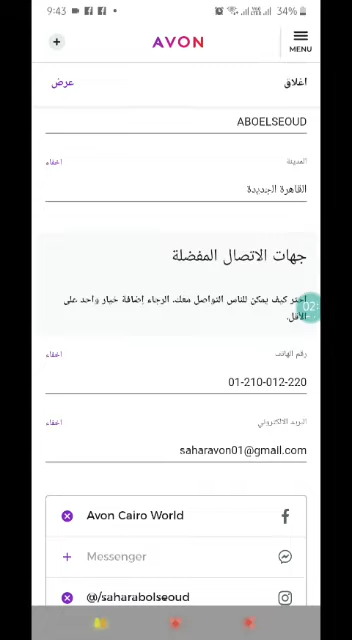 9:43
34%
AVON
MENU
اغلاق
عرض
ABOELSEOUD
المدينة
اخفاء
القاهرة الجديدة
جهات الاتصال المفضلة
اختر كيف يمكن للناس التواصل معك. الرجاء إضافة خيار واحد على
الأقل.
02:
رقم الهاتف
اخفاء
01-210-012-220
البريد الالكتروني
اخفاء
saharavon01@gmail.com
Avon Cairo World
Messenger
@/saharabolseoud